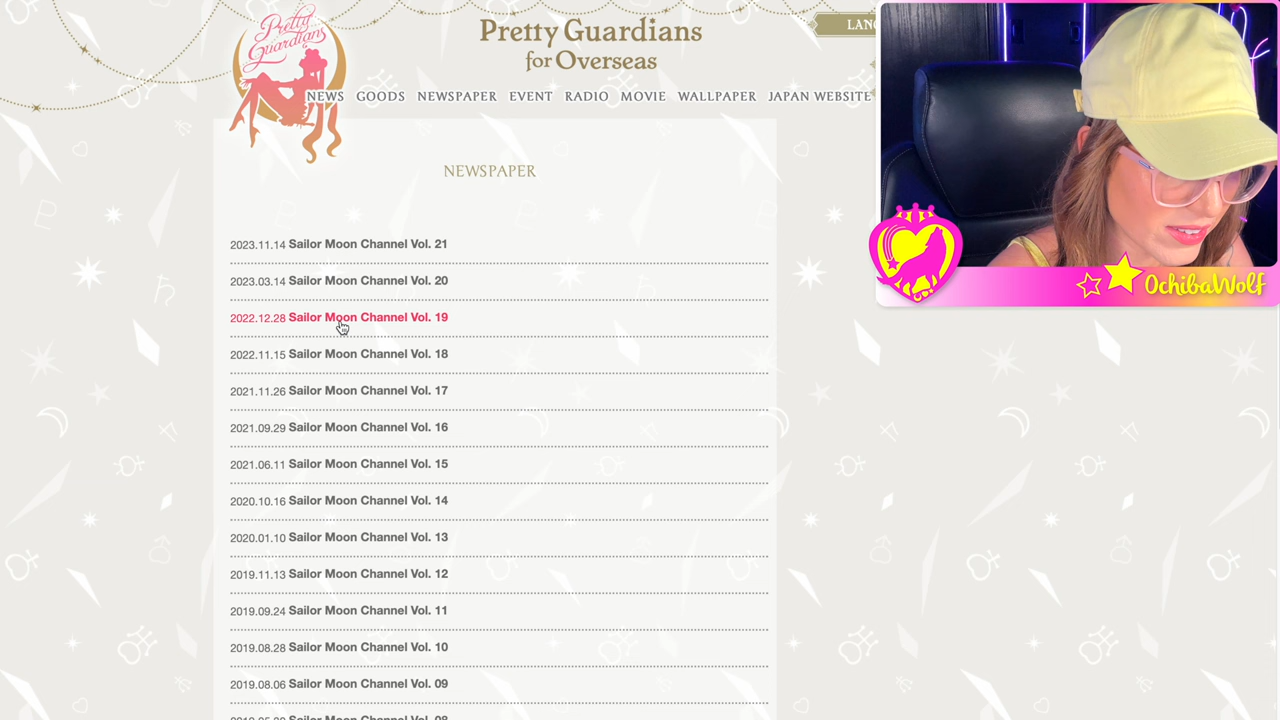 Pretty
Guardians
Pretty Guardians
for Overseas
LAN
NEWS GOODS NEWSPAPER EVENT RADIO MOVIE WALLPAPER JAPAN WEBSITE
NEWSPAPER
2023.11.14 Sailor Moon Channel Vol. 21
2023.03.14 Sailor Moon Channel Vol. 20
2022.12.28 Sailor Moon Channel Vol. 19
2022.11.15 Sailor Moon Channel Vol. 18
2021.11.26 Sailor Moon Channel Vol. 17
2021.09.29 Sailor Moon Channel Vol. 16
2021.06.11 Sailor Moon Channel Vol. 15
2020.10.16 Sailor Moon Channel Vol. 14
2020.01.10 Sailor Moon Channel Vol. 13
2019.11.13 Sailor Moon Channel Vol. 12
2019.09.24 Sailor Moon Channel Vol. 11
2019.08.28 Sailor Moon Channel Vol. 10
2019.08.06 Sailor Moon Channel Vol. 09
Sailor Moon Channel Vol. 08
OchibaWolf